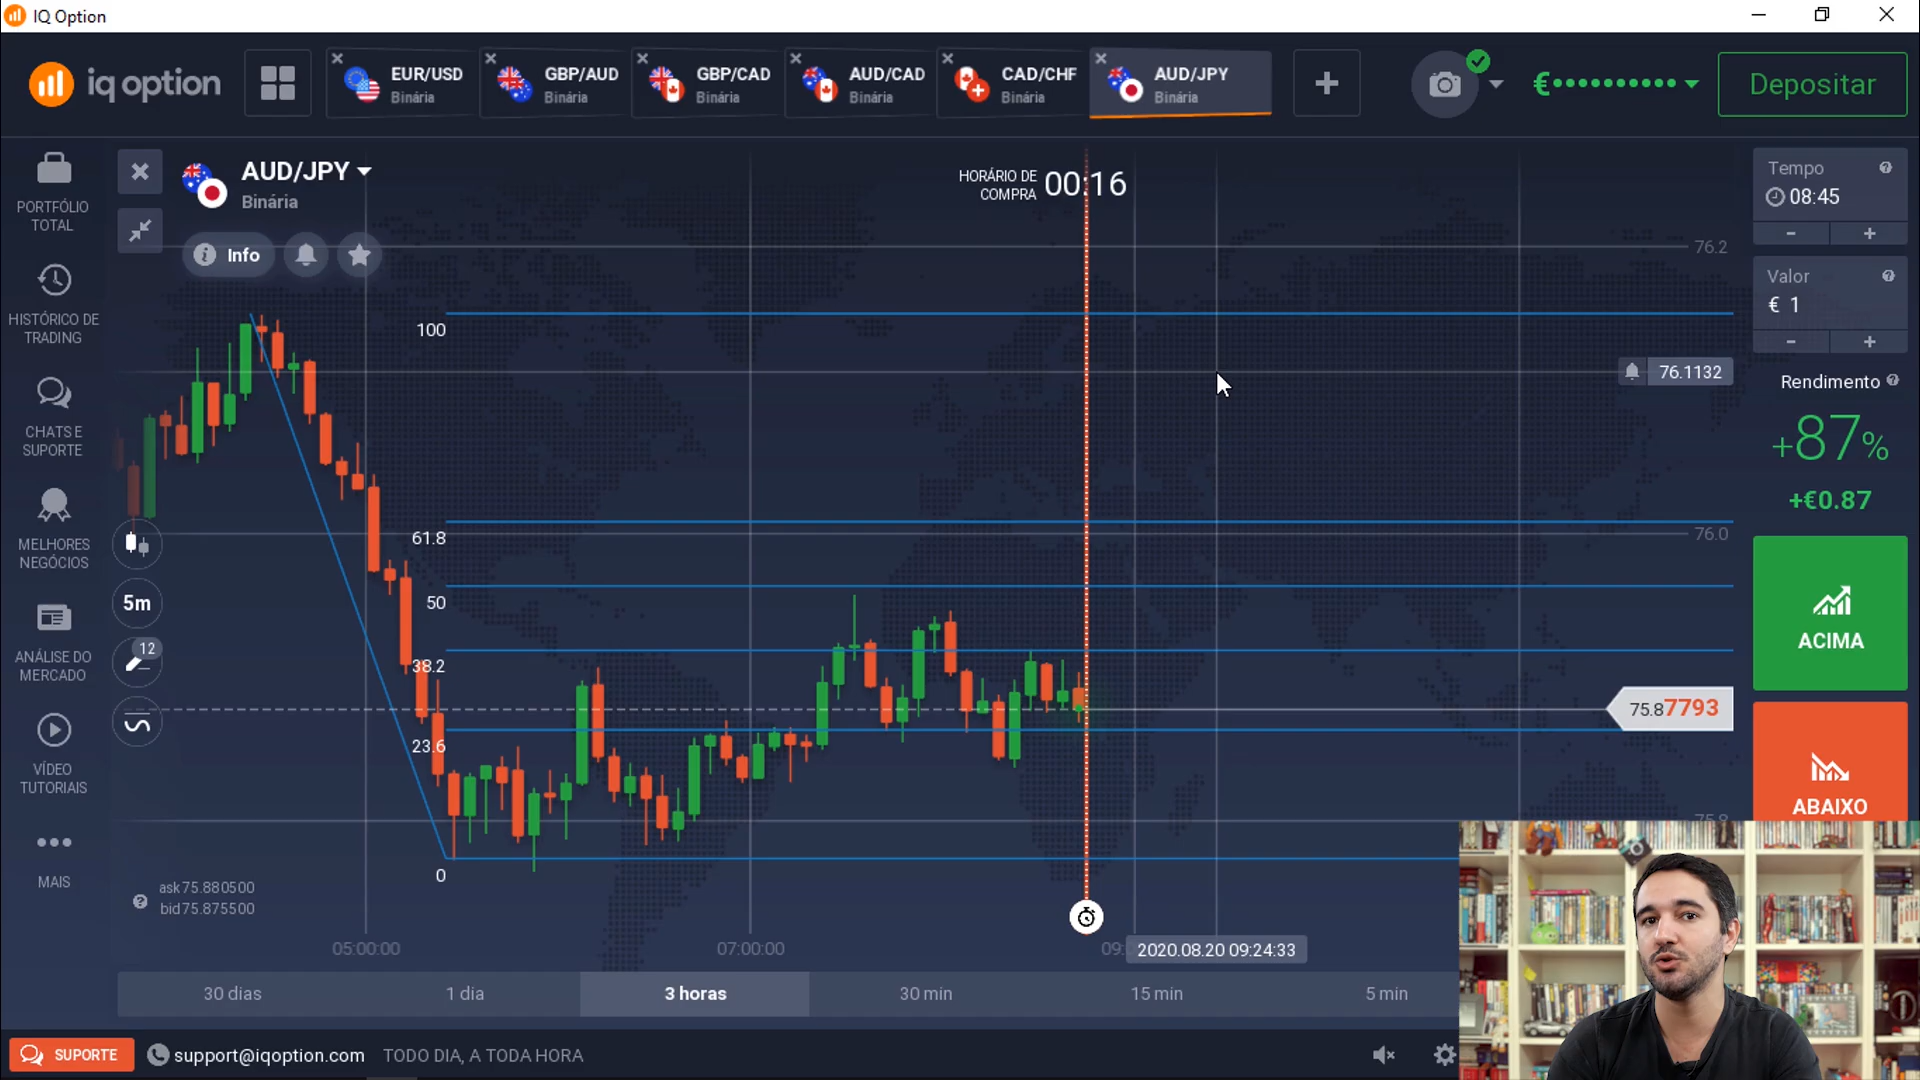 IQ Option
iq option
EUR/USD
Binária
GBP/AUD
Binária
GBP/CAD
Binária
AUD/CAD
Binária
CAD/CHF
Binária
AUD/JPY
Binária
€
Depositar
PORTFÓLIO
TOTAL
HISTÓRICO DE
TRADING
CHATS E
SUPORTE
MELHORES
NEGÓCIOS
ANÁLISE DO
MERCADO
VÍDEO
TUTORIAIS
MAIS
AUD/JPY
Binária
Info
5m
12
HORÁRIO DE
COMPRA
00:16
100
61.8
50
38.2
23.6
0
76.2
76.1132
76.0
75.87793
75.8
ask75.880500
bid75.875500
05:00:00
07:00:00
2020.08.20 09:24:33
30 dias
1 dia
3 horas
30 min
15 min
5 min
Tempo
08:45
- +
Valor
€ 1
- +
Rendimento
+87%
+€0.87
ACIMA
ABAIXO
SUPORTE
support@iqoption.com
TODO DIA, A TODA HORA